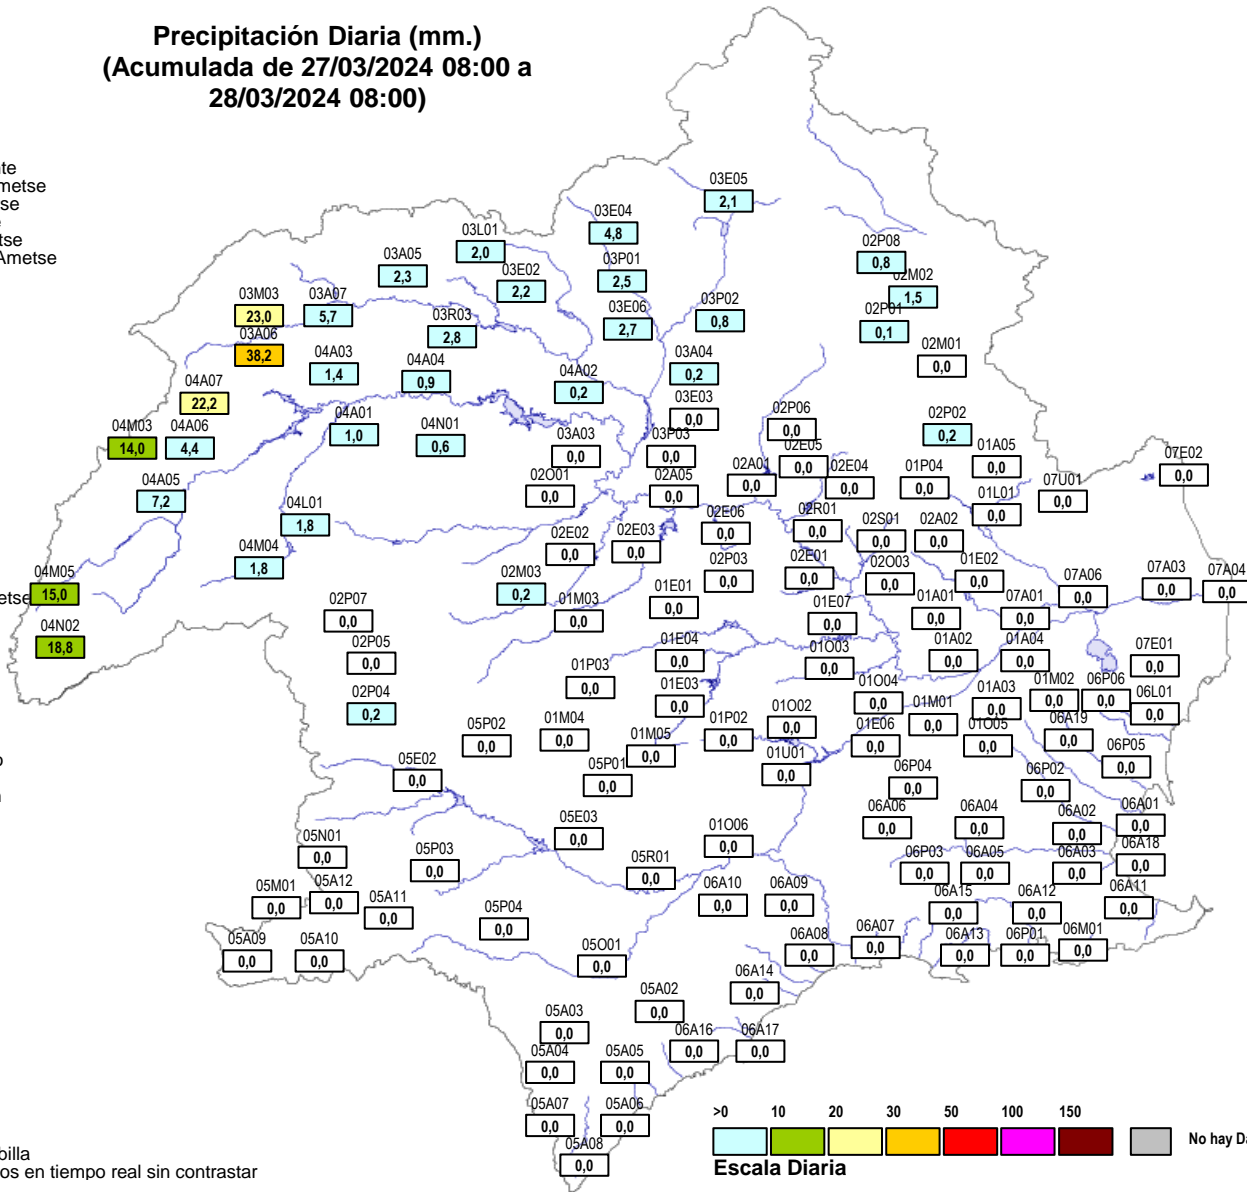 Precipitación Diaria (mm.)
(Acumulada de 27/03/2024 08:00 a
28/03/2024 08:00)
03E05
2,1
03E04
4,8
03L01
2,0
02P08
0,8
03A05
2,3
03P01
2,5
03E02
2,2
02M02
1,5
03M03
23,0
03A07
5,7
03E06
2,7
03P02
0,8
02P01
0,1
03R03
2,8
03A06
38,2
02M01
0,0
04A03
1,4
04A04
0,9
03A04
0,2
04A02
0,2
04A07
22,2
03E03
0,0
02P06
0,0
04M03
14,0
04A06
4,4
04A01
1,0
04N01
0,6
03A03
0,0
03P03
0,0
02P02
0,2
02E05
0,0
01A05
0,0
07E02
0,0
04A05
7,2
02O01
0,0
02A05
0,0
02A01
0,0
02E04
0,0
01P04
0,0
07U01
0,0
04L01
1,8
01L01
0,0
02E06
0,0
02R01
0,0
02S01
0,0
02A02
0,0
04M04
1,8
02E02
0,0
02E03
0,0
02P03
0,0
02E01
0,0
02O03
0,0
01E02
0,0
04M05
15,0
02M03
0,2
07A06
0,0
07A03
0,0
07A04
0,0
02P07
0,0
01M03
0,0
01E01
0,0
01E07
0,0
01A01
0,0
07A01
0,0
04N02
18,8
02P05
0,0
01E04
0,0
01O03
0,0
01A02
0,0
01A04
0,0
07E01
0,0
01P03
0,0
01E03
0,0
01O04
0,0
01A03
0,0
01M02
0,0
06P06
0,0
06L01
0,0
02P04
0,2
05P02
0,0
01M04
0,0
01M05
0,0
01P02
0,0
01O02
0,0
01E06
0,0
01M01
0,0
01O05
0,0
06A19
0,0
05E02
0,0
05P01
0,0
01U01
0,0
06P04
0,0
06P02
0,0
06P05
0,0
05E03
0,0
01O06
0,0
06A06
0,0
06A04
0,0
06A02
0,0
06A01
0,0
05N01
0,0
05P03
0,0
05R01
0,0
06P03
0,0
06A05
0,0
06A03
0,0
06A18
0,0
05M01
0,0
05A12
0,0
05A11
0,0
06A10
0,0
06A09
0,0
06A15
0,0
06A12
0,0
06A11
0,0
05P04
0,0
05A09
0,0
05A10
0,0
05O01
0,0
06A08
0,0
06A07
0,0
06A13
0,0
06P01
0,0
06M01
0,0
05A02
0,0
06A14
0,0
05A03
0,0
06A16
0,0
06A17
0,0
05A04
0,0
05A05
0,0
05A07
0,0
05A06
0,0
05A08
0,0
>0 10 20 30 50 100 150
No hay Da
Escala Diaria
billa
os en tiempo real sin contrastar